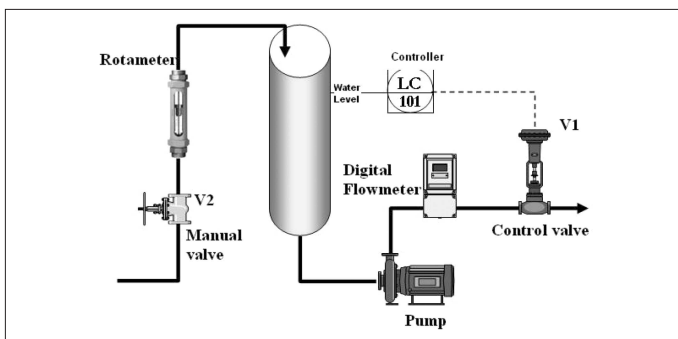 Rotameter
Controller
Water
Level
LC
101
V1
Digital
Flowmeter
V2
Manual
valve
Control valve
Pump